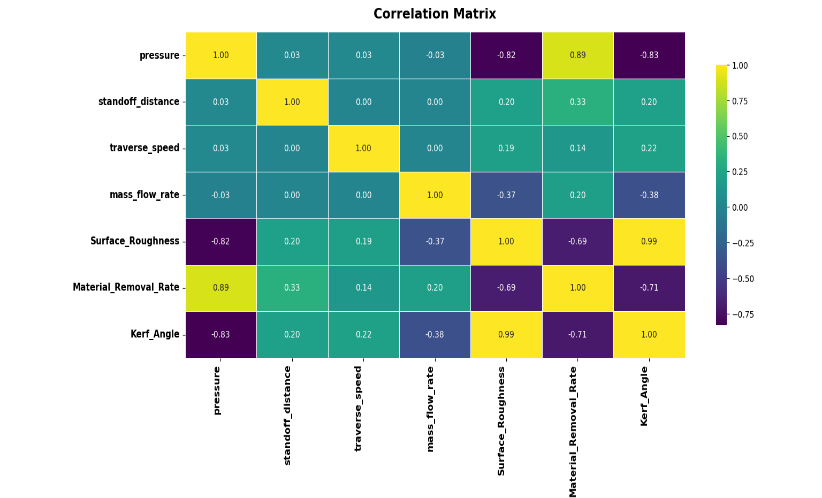 Correlation Matrix
pressure 1.00 0.03 0.03 -0.03 -0.82 0.89 -0.83
standoff_distance 0.03 1.00 0.00 0.00 0.20 0.33 0.20
traverse_speed 0.03 0.00 1.00 0.00 0.19 0.14 0.22
mass_flow_rate -0.03 0.00 0.00 1.00 -0.37 0.20 -0.38
Surface_Roughness -0.82 0.20 0.19 -0.37 1.00 -0.69 0.99
Material_Removal_Rate 0.89 0.33 0.14 0.20 -0.69 1.00 -0.71
Kerf_Angle -0.83 0.20 0.22 -0.38 0.99 -0.71 1.00
pressure
standoff_distance
traverse_speed
mass_flow_rate
Surface_Roughness
Material_Removal_Rate
Kerf_Angle
1.00
0.75
0.50
0.25
0.00
−0.25
−0.50
−0.75